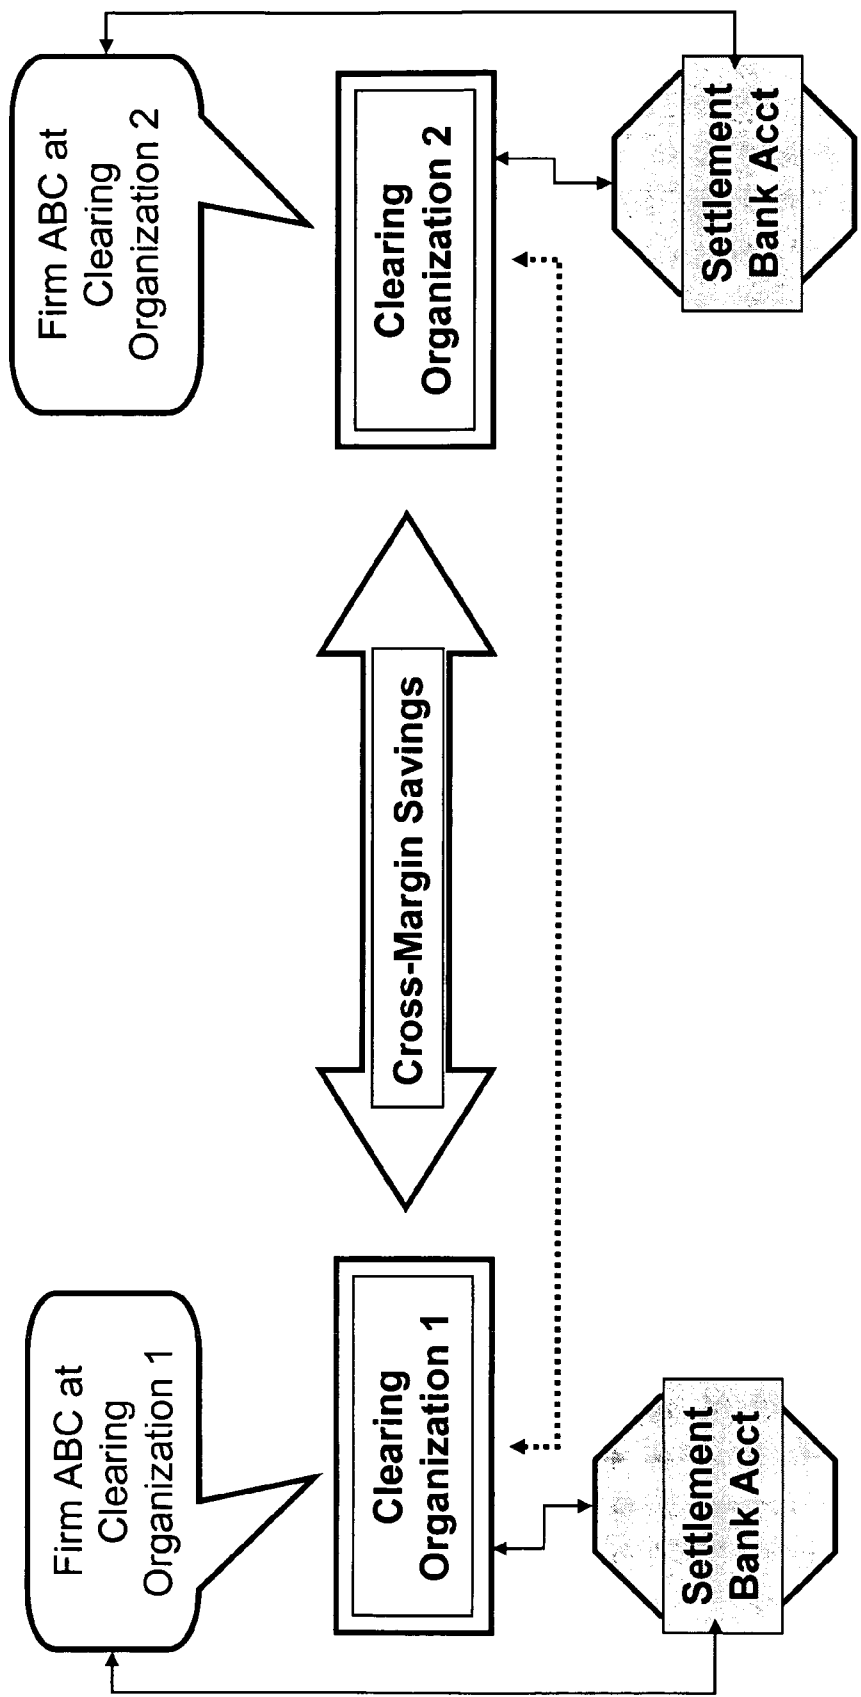 Firm ABC at
Clearing
Organization 1
Firm ABC at
Clearing
Organization 2
Clearing
Organization 1
Cross-Margin Savings
Clearing
Organization 2
Settlement
Bank Acct
Settlement
Bank Acct